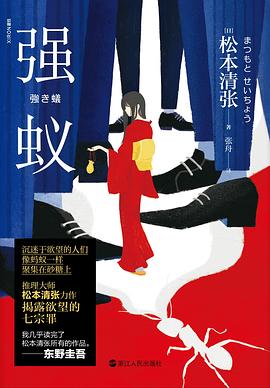 强
強き蟻
蚁
まつもと せいちょう
[日]
松本清张
著
张舟
译
沉迷于欲望的人们
像蚂蚁一样
聚集在砂糖上
推理大师
松本清张力作
揭露欲望的
七宗罪
我几乎读完了
松本清张所有的作品。
——东野圭吾
浙江人民出版社